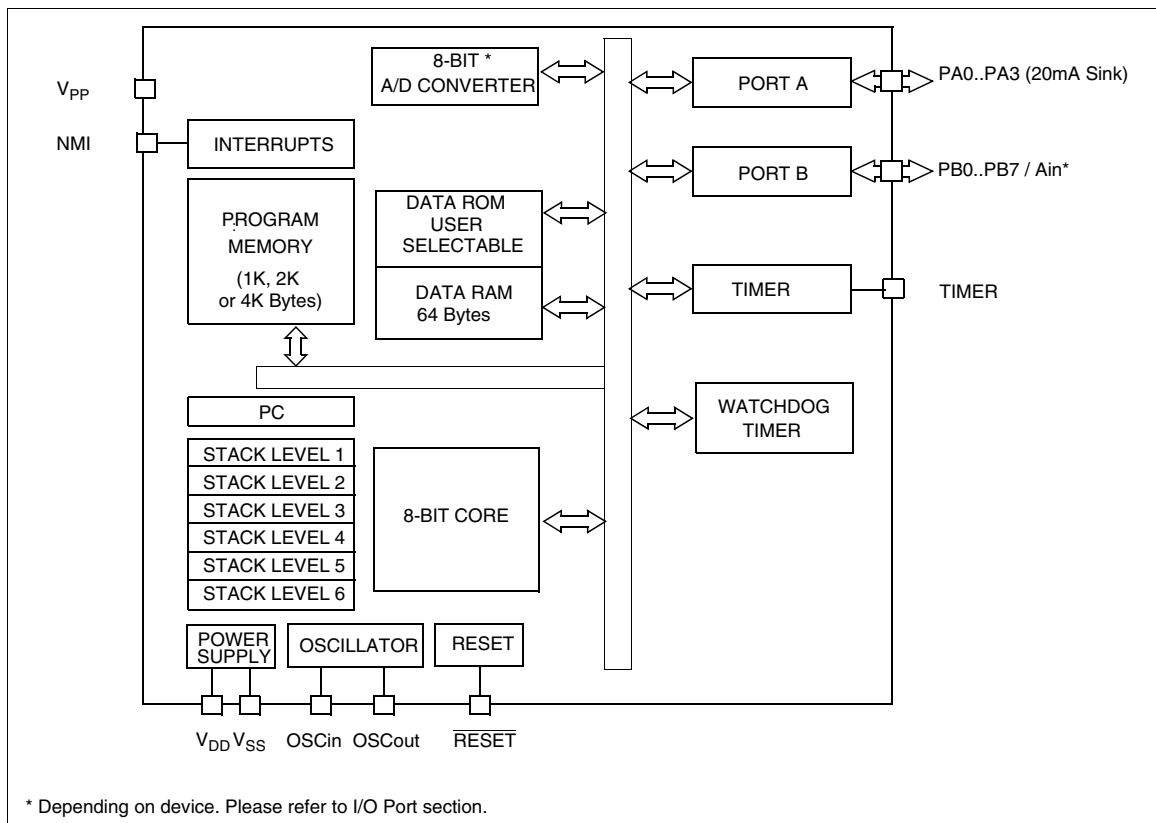 8-BIT *
A/D CONVERTER
PORT A
PA0..PA3 (20mA Sink)
VPP
NMI
INTERRUPTS
PORT B
PB0..PB7 / Ain*
PROGRAM
MEMORY
(1K, 2K
or 4K Bytes)
DATA ROM
USER
SELECTABLE
DATA RAM
64 Bytes
TIMER
TIMER
PC
WATCHDOG
TIMER
STACK LEVEL 1
STACK LEVEL 2
STACK LEVEL 3
STACK LEVEL 4
STACK LEVEL 5
STACK LEVEL 6
8-BIT CORE
POWER
SUPPLY
OSCILLATOR
RESET
VDD VSS
OSCin
OSCout
RESET
* Depending on device. Please refer to I/O Port section.